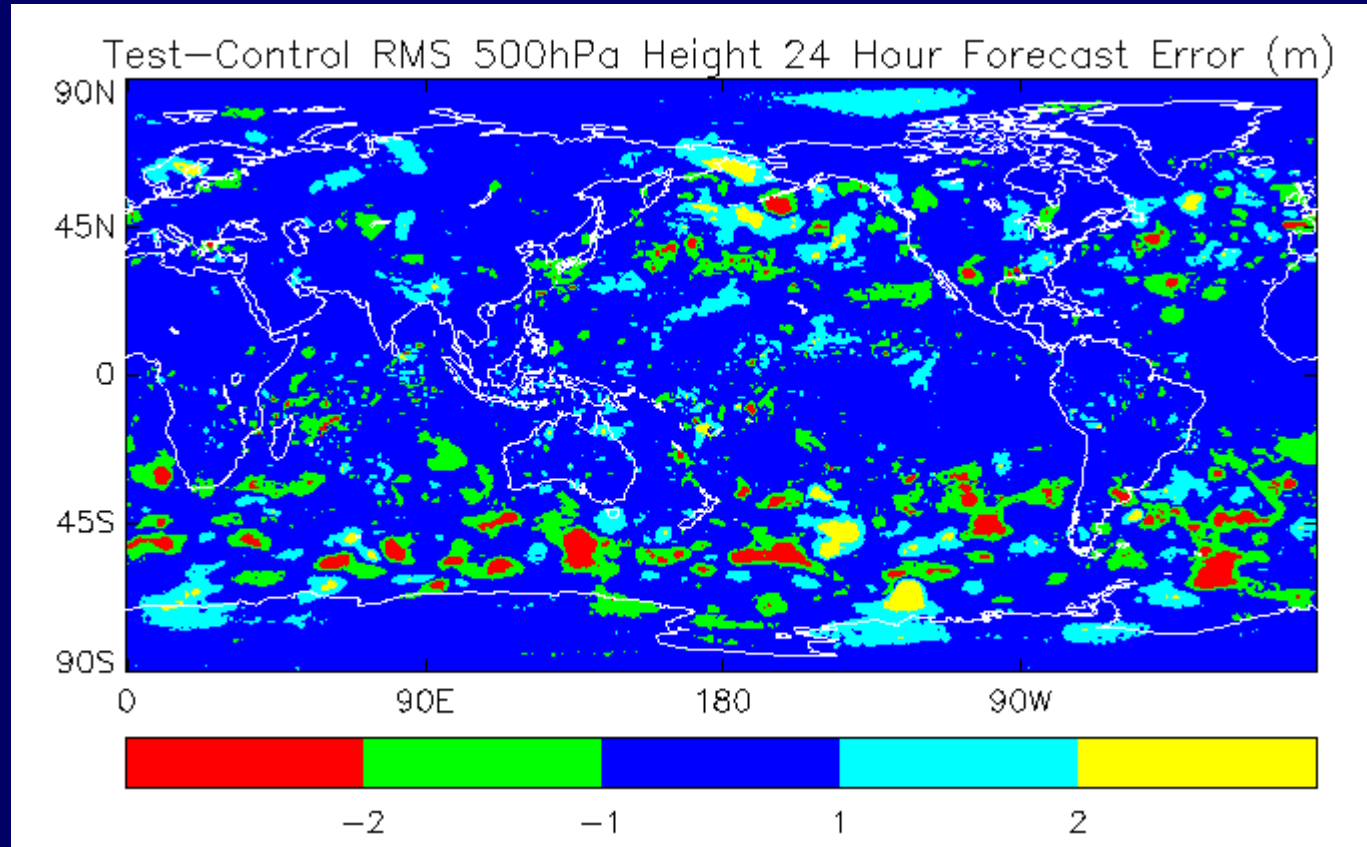 Test-Control RMS 500hPa Height 24 Hour Forecast Error (m)
90N
45N
0
45S
90S
0 90E 180 90W
-2 -1 1 2